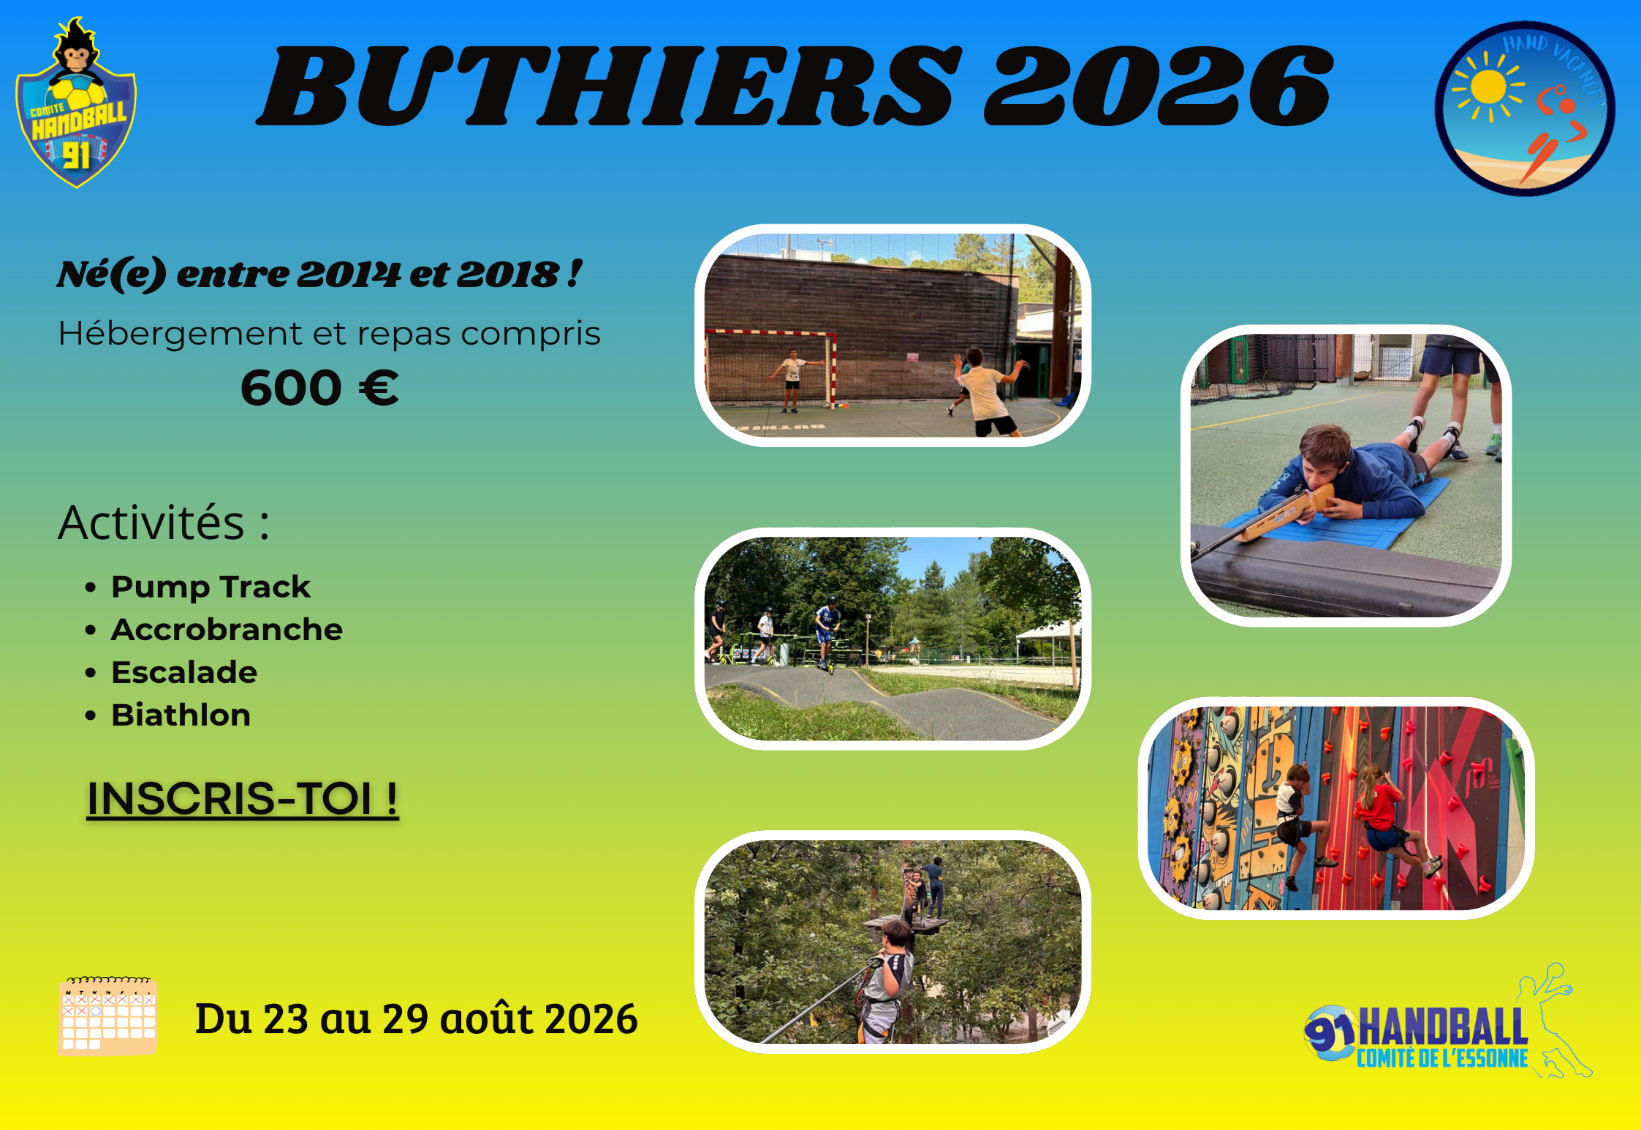 COMITE
HANDBALL
91
BUTHIERS 2026
HAND VACANCES
Né(e) entre 2014 et 2018 !
Hébergement et repas compris
600 €
Activités :
• Pump Track
• Accrobranche
• Escalade
• Biathlon
INSCRIS-TOI !
Du 23 au 29 août 2026
91 HANDBALL
COMITÉ DE L'ESSONNE